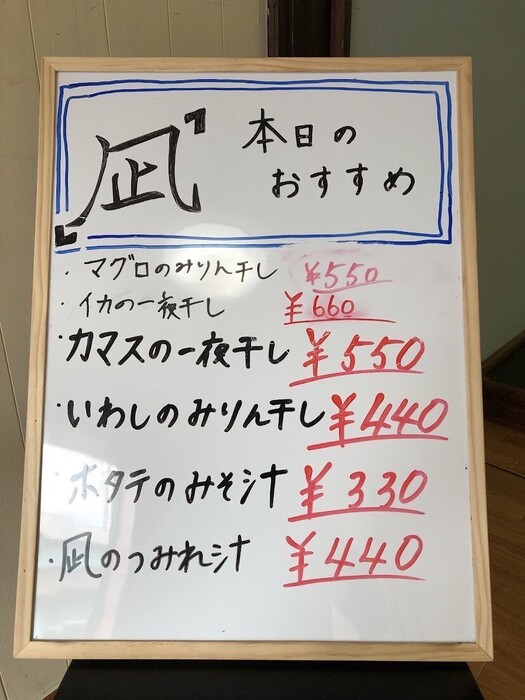 「凪」
本日の
おすすめ
・マグロのみりん干し ¥550
・イカの一夜干し ¥660
・カマスの一夜干し ¥550
・いわしのみりん干し ¥440
・ホタテのみそ汁 ¥330
・凪のつみれ汁 ¥440